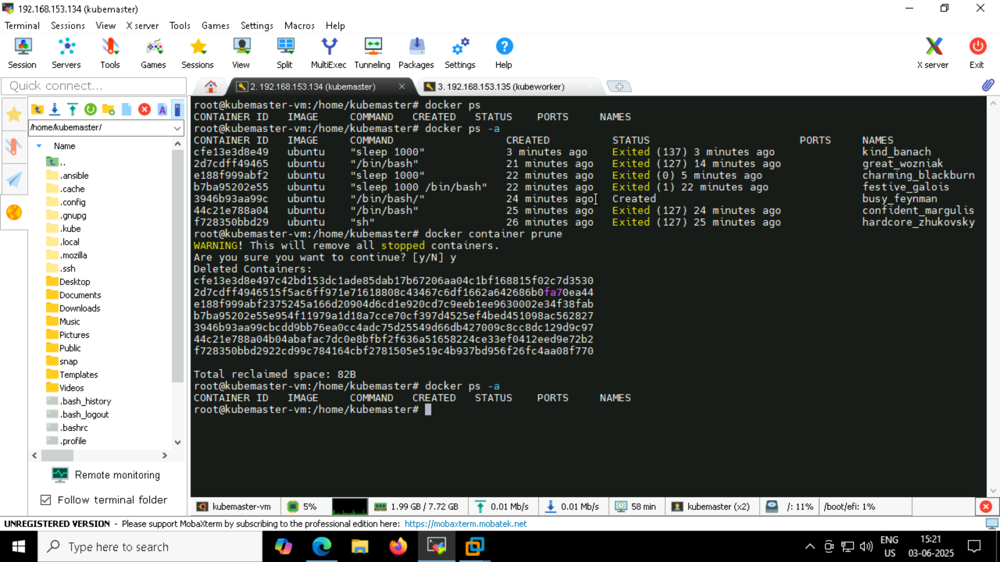 192.168.153.134 (kubemaster)
Terminal Sessions View X server Tools Games Settings Macros Help
Session Servers Tools Games Sessions View Split MultiExec Tunneling Packages Settings Help X server Exit
Quick connect...
2. 192.168.153.134 (kubemaster)
3. 192.168.153.135 (kubeworker)
/home/kubemaster/
Name
..
.ansible
.cache
.config
.gnupg
.kube
.local
.mozilla
.ssh
Desktop
Documents
Downloads
Music
Pictures
Public
snap
Templates
Videos
.bash_history
.bash_logout
.bashrc
.profile
Remote monitoring
Follow terminal folder
root@kubemaster-vm:/home/kubemaster# docker ps
CONTAINER ID IMAGE COMMAND CREATED STATUS PORTS NAMES
root@kubemaster-vm:/home/kubemaster# docker ps -a
CONTAINER ID IMAGE COMMAND CREATED STATUS PORTS NAMES
cfe13e3d8e49 ubuntu "sleep 1000" 3 minutes ago Exited (137) 3 minutes ago kind_banach
2d7cdff49465 ubuntu "/bin/bash" 21 minutes ago Exited (127) 14 minutes ago great_wozniak
e188f999abf2 ubuntu "sleep 1000" 22 minutes ago Exited (0) 5 minutes ago charming_blackburn
b7ba95202e55 ubuntu "sleep 1000 /bin/bash" 22 minutes ago Exited (1) 22 minutes ago festive_galois
3946b93aa99c ubuntu "/bin/bash/" 24 minutes ago Created busy_feynman
44c21e788a04 ubuntu "/bin/bash" 25 minutes ago Exited (127) 24 minutes ago confident_margulis
f728350bbd29 ubuntu "sh" 26 minutes ago Exited (127) 25 minutes ago hardcore_zhukovsky
root@kubemaster-vm:/home/kubemaster# docker container prune
WARNING! This will remove all stopped containers.
Are you sure you want to continue? [y/N] y
Deleted Containers:
cfe13e3d8e497c42bd153dc1ade85dab17b67206aa04c1bf168815f02c7d3530
2d7cdff4946515f5ac6ff971e71618808c43467c6df1662a642686b0fa70ea44
e188f999abf2375245a166d20904d6cd1e920cd7c9eeb1ee9630002e34f38fab
b7ba95202e55e954f11979a1d18a7cce70cf397d4525ef4bed451098ac562827
3946b93aa99cbcdd9bb76ea0cc4adc75d25549d66db427009c8cc8dc129d9c97
44c21e788a04b04abafac7dc0e8bfbf2f636a51658224ce33ef0412eed9e72b2
f728350bbd2922cd99c784164cbf2781505e519c4b937bd956f26fc4aa08f770
Total reclaimed space: 82B
root@kubemaster-vm:/home/kubemaster# docker ps -a
CONTAINER ID IMAGE COMMAND CREATED STATUS PORTS NAMES
root@kubemaster-vm:/home/kubemaster#
kubemaster-vm 5% 1.99 GB / 7.72 GB 0.01 Mb/s 0.01 Mb/s 58 min kubemaster (x2) /: 11% /boot/efi: 1%
UNREGISTERED VERSION - Please support MobaXterm by subscribing to the professional edition here: https://mobaxterm.mobatek.net
Type here to search
ENG
US
15:21
03-06-2025